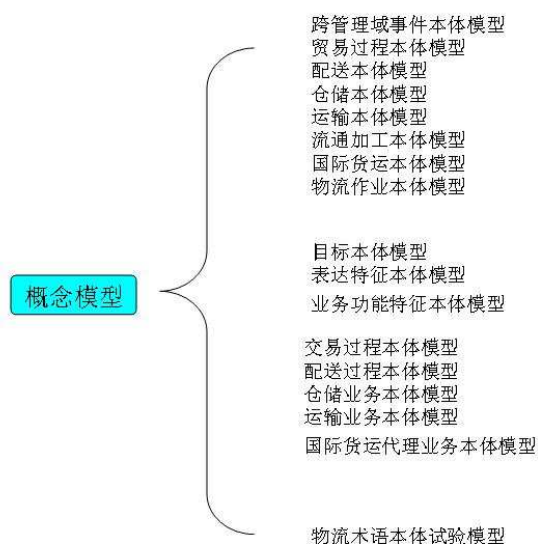 跨管理域事件本体模型
贸易过程本体模型
配送本体模型
仓储本体模型
运输本体模型
流通加工本体模型
国际货运本体模型
物流作业本体模型
目标本体模型
表达特征本体模型
业务功能特征本体模型
概念模型
交易过程本体模型
配送过程本体模型
仓储业务本体模型
运输业务本体模型
国际货运代理业务本体模型
物流术语本体试验模型